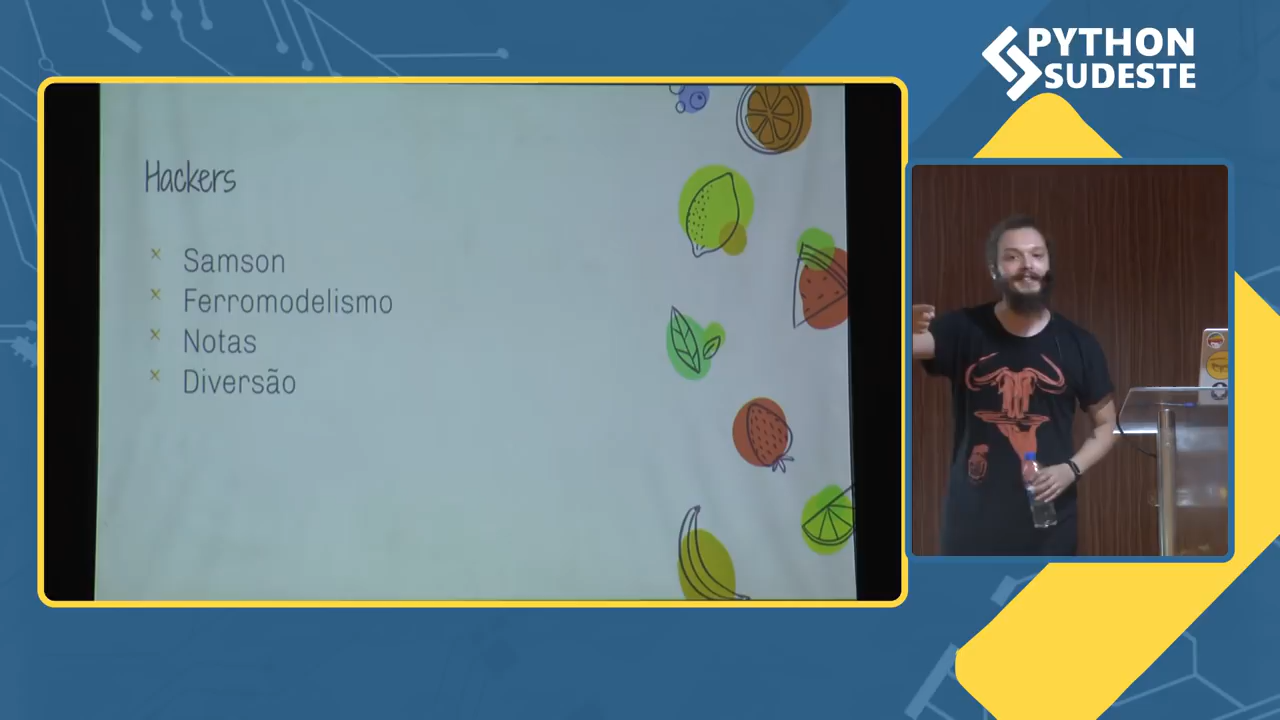 PYTHON
SUDESTE
Hackers
Samson
Ferromodelismo
Notas
Diversão